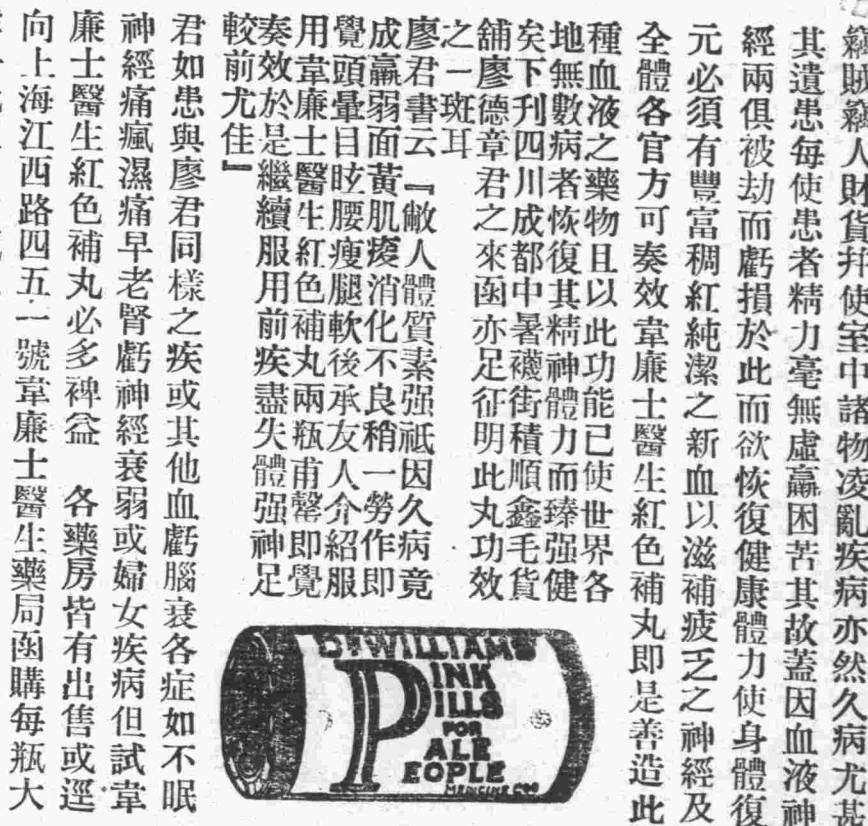 竊賊竊人財貨幷使室中諸物凌亂疾病亦然久病尤甚
其遺患每使患者精力毫無虛羸困苦其故蓋因血液神
經兩俱被劫而虧損於此而欲恢復健康體力使身體復
元必須有豐富稠紅純潔之新血以滋補疲乏之神經及
全體各官方可奏效韋廉士醫生紅色補丸即是善造此
種血液之藥物且以此功能已使世界各
地無數病者恢復其精神體力而臻强健
矣下刊四川成都中暑襪街積順鑫毛貨
舖廖德章君之來函亦足征明此丸功效
之一斑耳
廖君書云『敝人體質素强祗因久病竟
成羸弱面黃肌瘦消化不良稍一勞作即
覺頭暈目眩腰瘦腿軟後承友人介紹服
用韋廉士醫生紅色補丸兩瓶甫罄即覺
奏效於是繼續服用前疾盡失體强神足
較前尤佳』
君如患與廖君同樣之疾或其他血虧腦衰各症如不眠
神經痛瘋濕痛早老腎虧神經衰弱或婦女疾病但試韋
廉士醫生紅色補丸必多裨益 各藥房皆有出售或逕
向上海江西路四五一號韋廉士醫生藥局函購每瓶大
DR WILLIAMS
PINK
PILLS
FOR
PALE
PEOPLE
MEDICINE COO